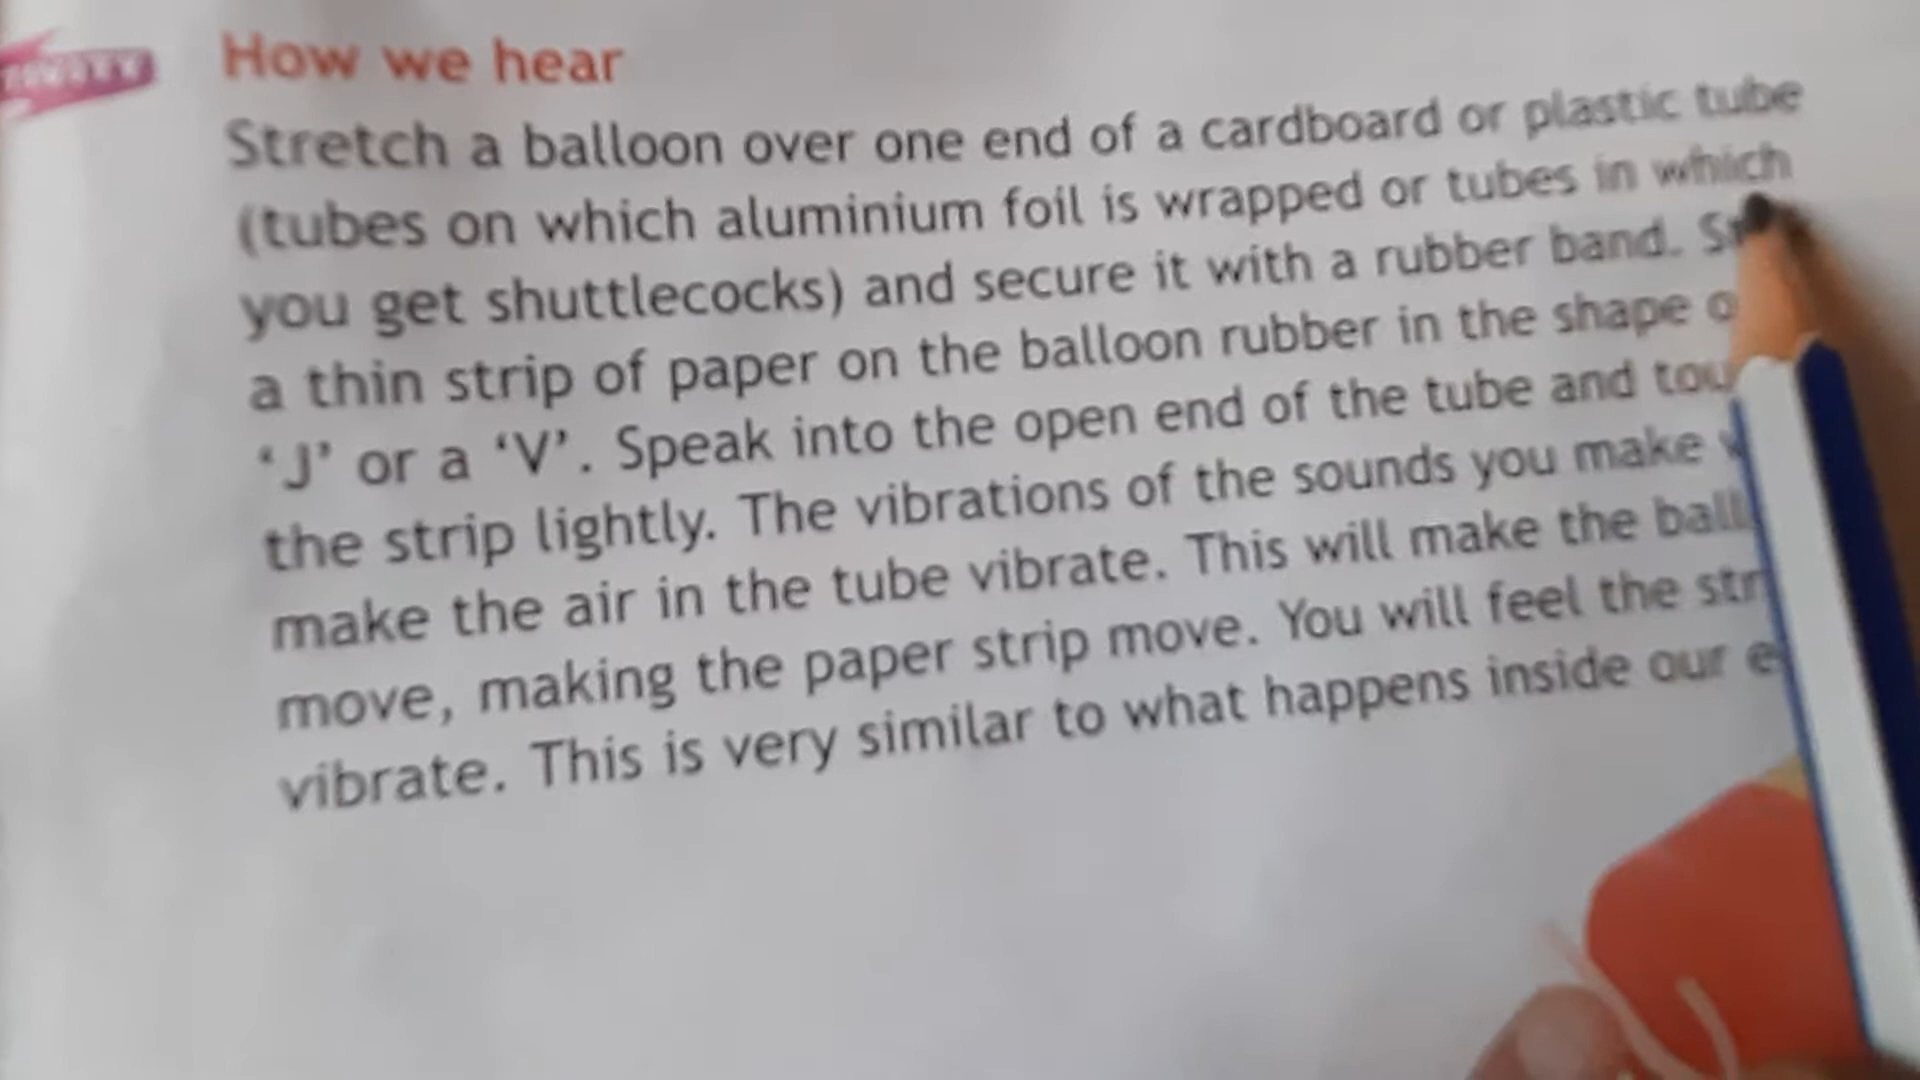 How we hear
Stretch a balloon over one end of a cardboard or plastic tube
(tubes on which aluminium foil is wrapped or tubes in which
you get shuttlecocks) and secure it with a rubber band.
a thin strip of paper on the balloon rubber in the shape
‘J’ or a ‘V’. Speak into the open end of the tube and
the strip lightly. The vibrations of the sounds you make
make the air in the tube vibrate. This will make the
move, making the paper strip move. You will feel the
vibrate. This is very similar to what happens inside our